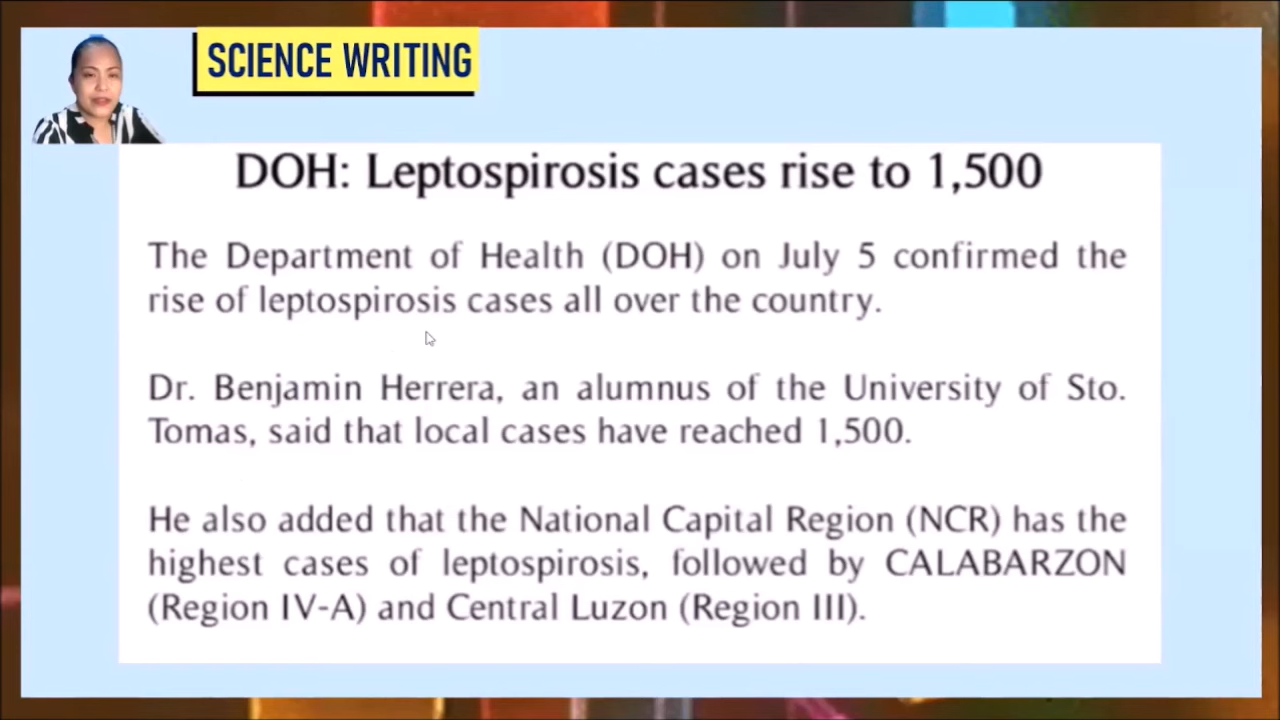 SCIENCE WRITING
DOH: Leptospirosis cases rise to 1,500
The Department of Health (DOH) on July 5 confirmed the
rise of leptospirosis cases all over the country.
Dr. Benjamin Herrera, an alumnus of the University of Sto.
Tomas, said that local cases have reached 1,500.
He also added that the National Capital Region (NCR) has the
highest cases of leptospirosis, followed by CALABARZON
(Region IV-A) and Central Luzon (Region III).